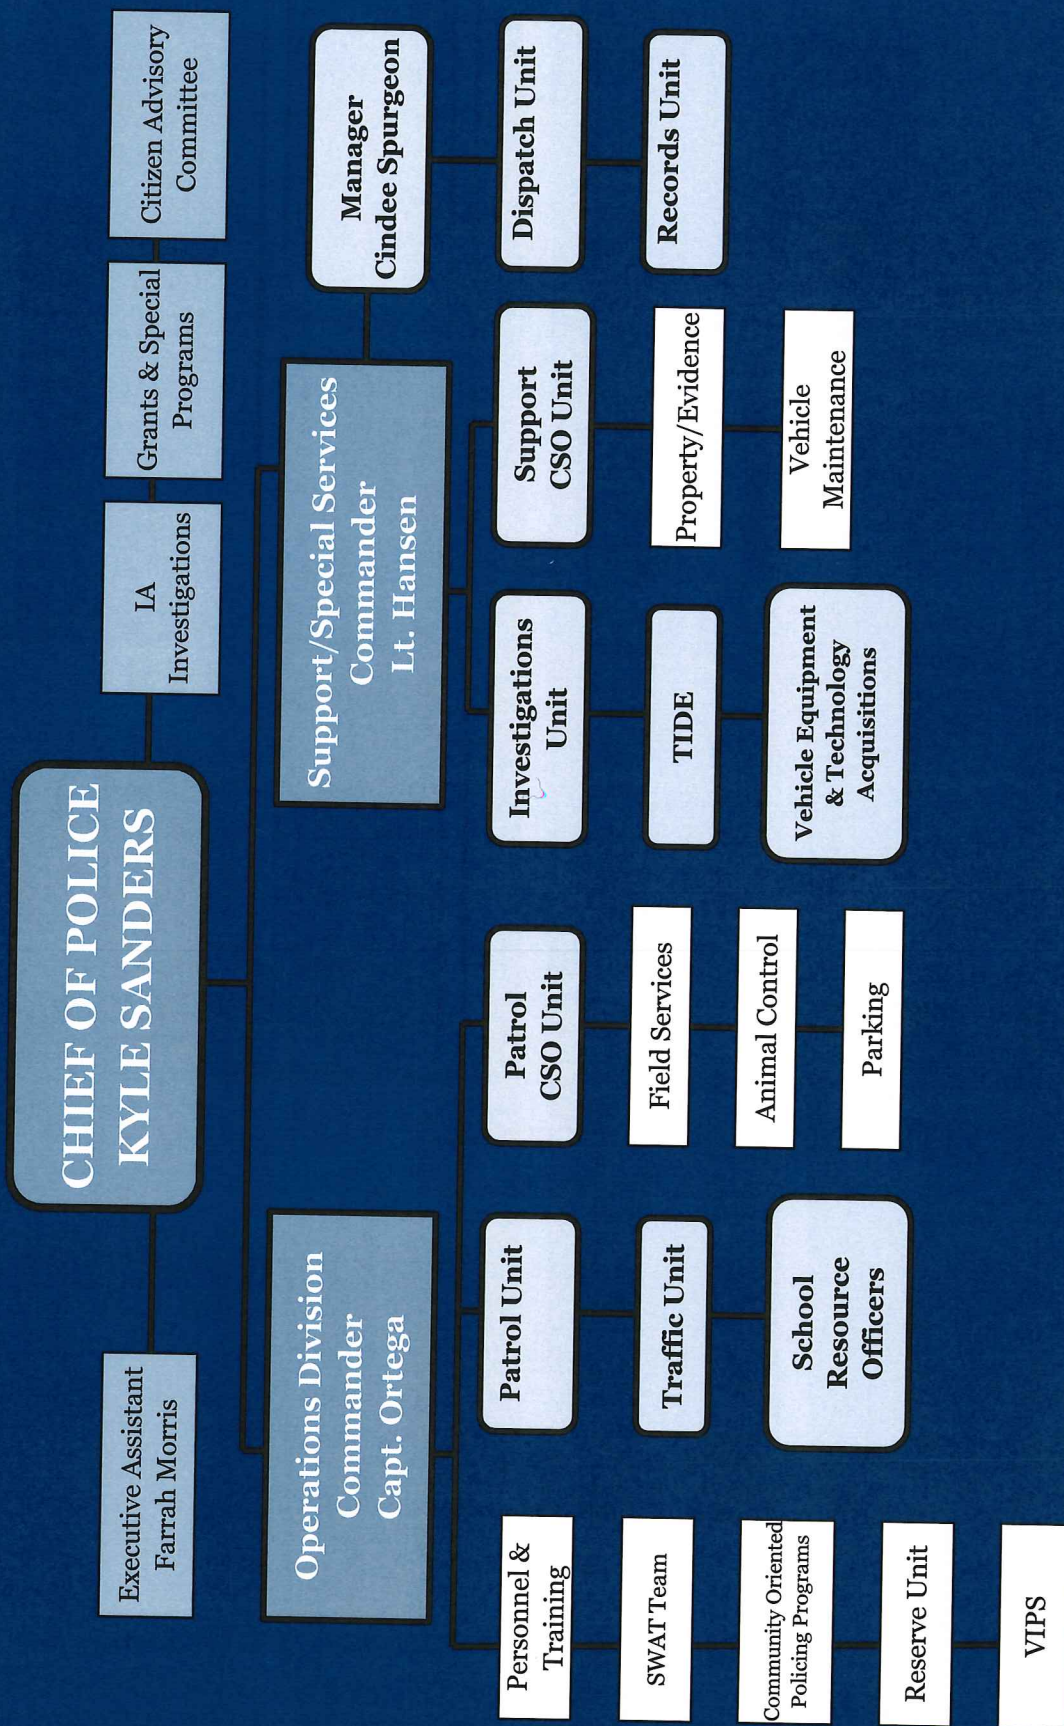 CHIEF OF POLICE
KYLE SANDERS
Executive Assistant
Farrah Morris
IA
Investigations
Grants & Special
Programs
Citizen Advisory
Committee
Operations Division
Commander
Capt. Ortega
Support/Special Services
Commander
Lt. Hansen
Manager
Cindee Spurgeon
Personnel &
Training
SWAT Team
Community Oriented
Policing Programs
Reserve Unit
VIPS
Patrol Unit
Traffic Unit
School
Resource
Officers
Patrol
CSO Unit
Field Services
Animal Control
Parking
Investigations
Unit
TIDE
Vehicle Equipment
& Technology
Acquisitions
Support
CSO Unit
Property/Evidence
Vehicle
Maintenance
Dispatch Unit
Records Unit